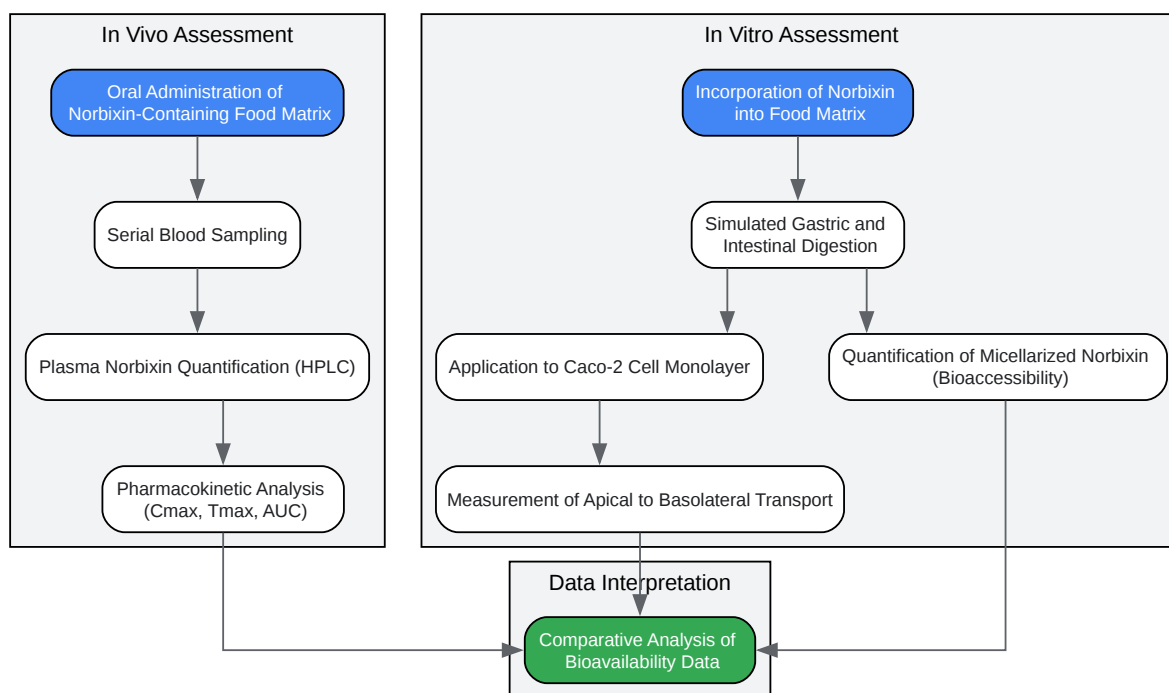 In Vivo Assessment
Oral Administration of
Norbixin-Containing Food Matrix
Serial Blood Sampling
Plasma Norbixin Quantification (HPLC)
Pharmacokinetic Analysis
(Cmax, Tmax, AUC)
In Vitro Assessment
Incorporation of Norbixin
into Food Matrix
Simulated Gastric and
Intestinal Digestion
Application to Caco-2 Cell Monolayer
Quantification of Micellarized Norbixin
(Bioaccessibility)
Measurement of Apical to Basolateral Transport
Data Interpretation
Comparative Analysis of
Bioavailability Data